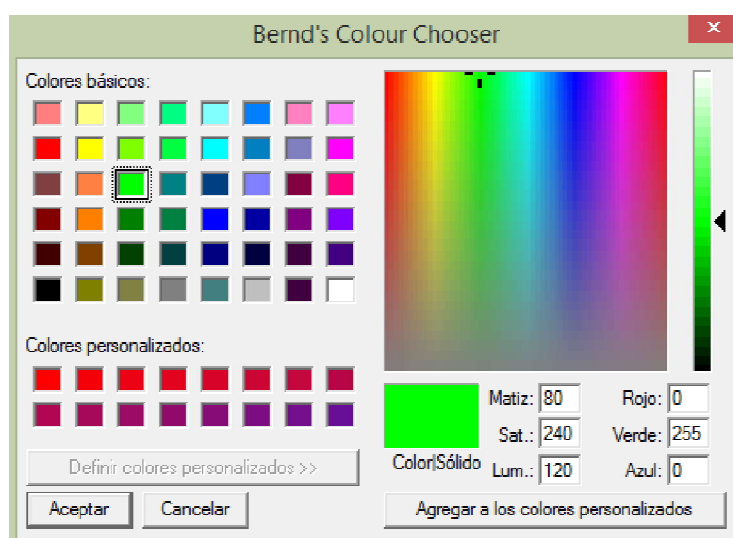 Bernd's Colour Chooser
Colores básicos:
Colores personalizados:
Definir colores personalizados >>
Aceptar Cancelar
Color|Sólido
Matiz: 80 Rojo: 0
Sat.: 240 Verde: 255
Lum.: 120 Azul: 0
Agregar a los colores personalizados